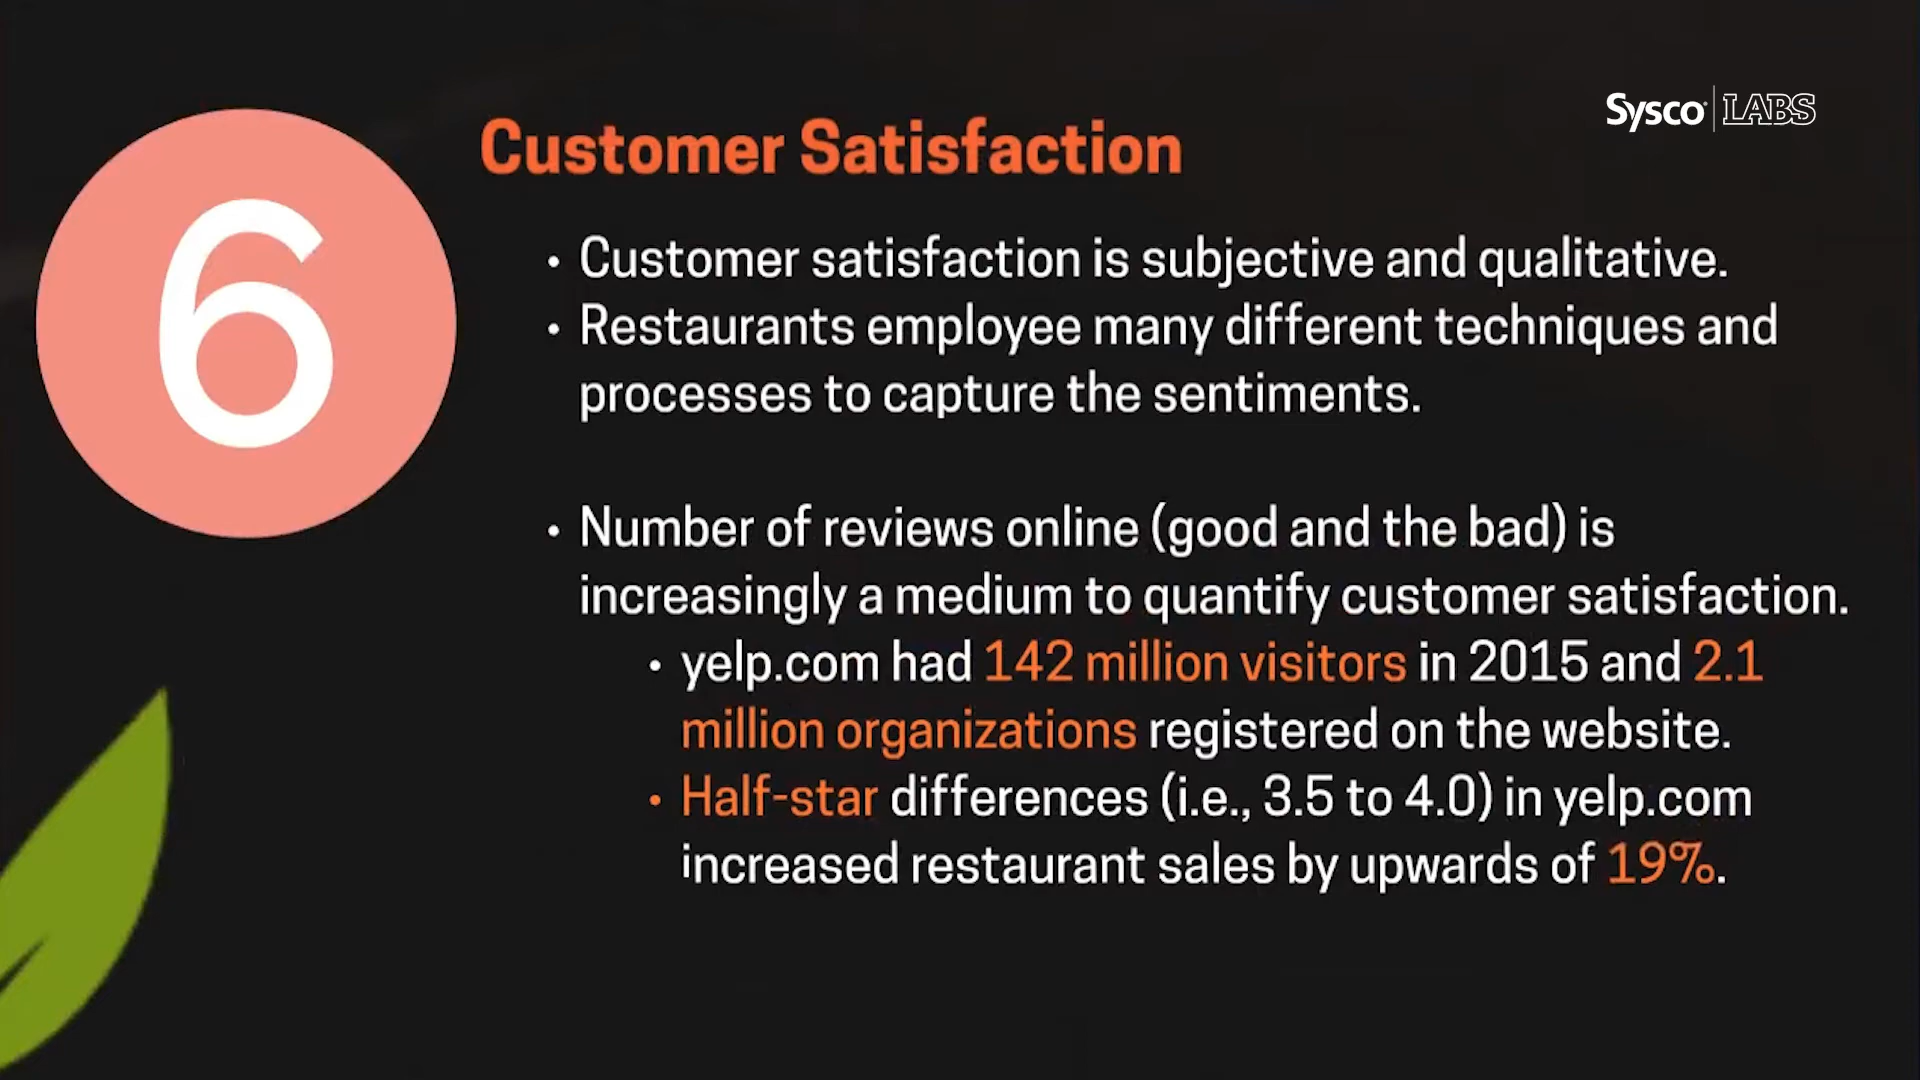 Sysco LABS
6
Customer Satisfaction
• Customer satisfaction is subjective and qualitative.
• Restaurants employee many different techniques and
processes to capture the sentiments.
• Number of reviews online (good and the bad) is
increasingly a medium to quantify customer satisfaction.
• yelp.com had 142 million visitors in 2015 and 2.1
million organizations registered on the website.
• Half-star differences (i.e., 3.5 to 4.0) in yelp.com
increased restaurant sales by upwards of 19%.